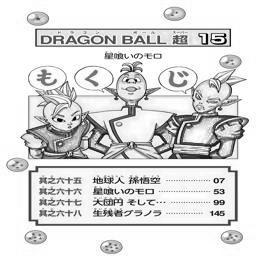 ドラゴンボール スーパー
DRAGON BALL 超 15
星喰いのモロ
もくじ
其之六十五 地球人 孫悟空 ……… 07
其之六十六 星喰いのモロ ……… 53
其之六十七 大団円 そして… ……… 99
其之六十八 生残者グラノラ ……… 145